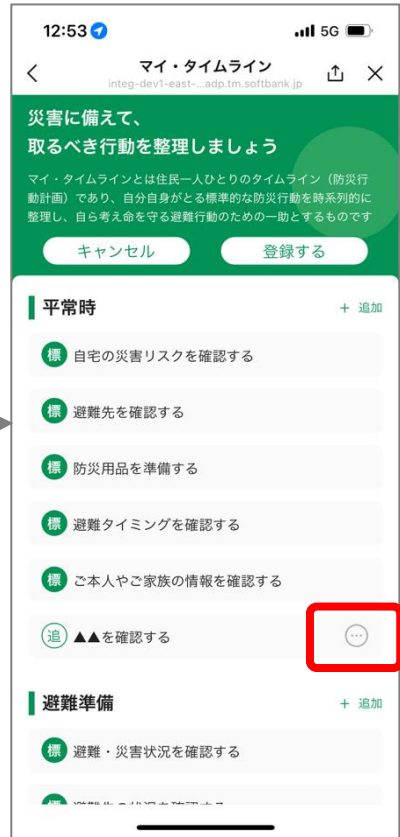 12:53
5G
マイ・タイムライン
integ-dev1-east-...adp.tm.softbank.jp
災害に備えて、
取るべき行動を整理しましょう
マイ・タイムラインとは住民一人ひとりのタイムライン（防災行
動計画）であり、自分自身がとる標準的な防災行動を時系列的に
整理し、自ら考え命を守る避難行動のための一助とするものです
キャンセル 登録する
平常時 + 追加
標 自宅の災害リスクを確認する
標 避難先を確認する
標 防災用品を準備する
標 避難タイミングを確認する
標 ご本人やご家族の情報を確認する
追 ▲▲を確認する
避難準備 + 追加
標 避難・災害状況を確認する